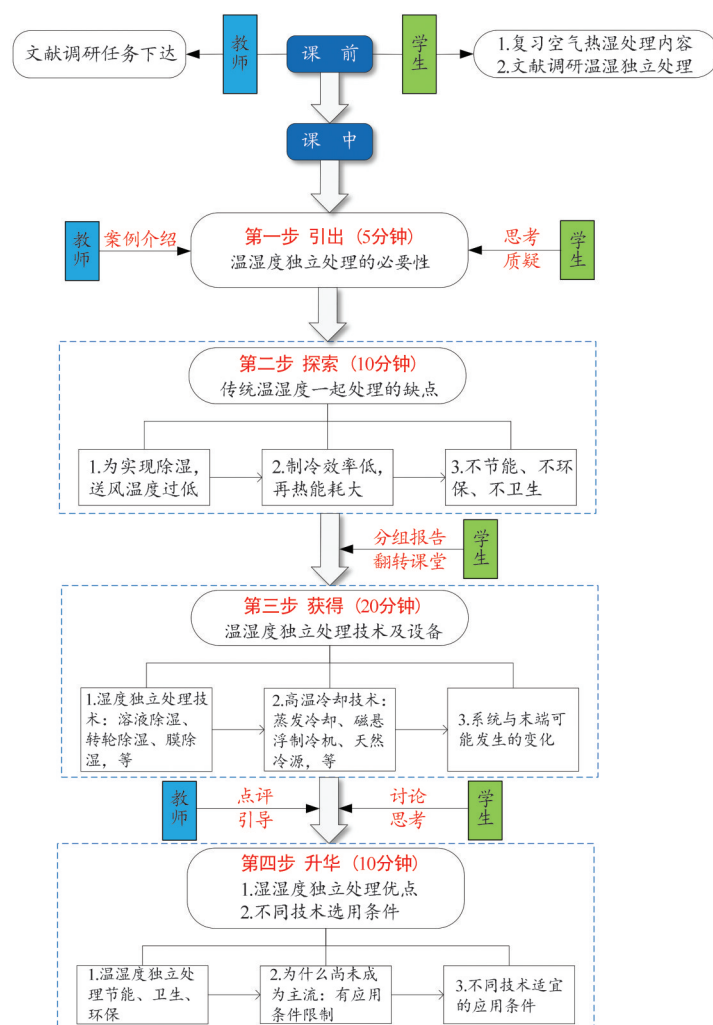 文献调研任务下达
教师
课 前
学生
1.复习空气热湿处理内容
2.文献调研温湿独立处理
课 中
教师
案例介绍
第一步 引出 (5分钟)
温湿度独立处理的必要性
思考
质疑
学生
第二步 探索 (10分钟)
传统温湿度一起处理的缺点
1.为实现除湿,
送风温度过低
2.制冷效率低,
再热能耗大
3.不节能、不环
保、不卫生
分组报告
翻转课堂
学生
第三步 获得 (20分钟)
温湿度独立处理技术及设备
1.湿度独立处理技
术：溶液除湿、
转轮除湿、膜除
湿，等
2.高温冷却技术：
蒸发冷却、磁悬
浮制冷机、天然
冷源，等
3.系统与末端可
能发生的变化
教师
点评
引导
讨论
思考
学生
第四步 升华 (10分钟)
1.湿湿度独立处理优点
2.不同技术选用条件
1.温湿度独立处
理节能、卫生、
环保
2.为什么尚未成
为主流：有应用
条件限制
3.不同技术适宜
的应用条件